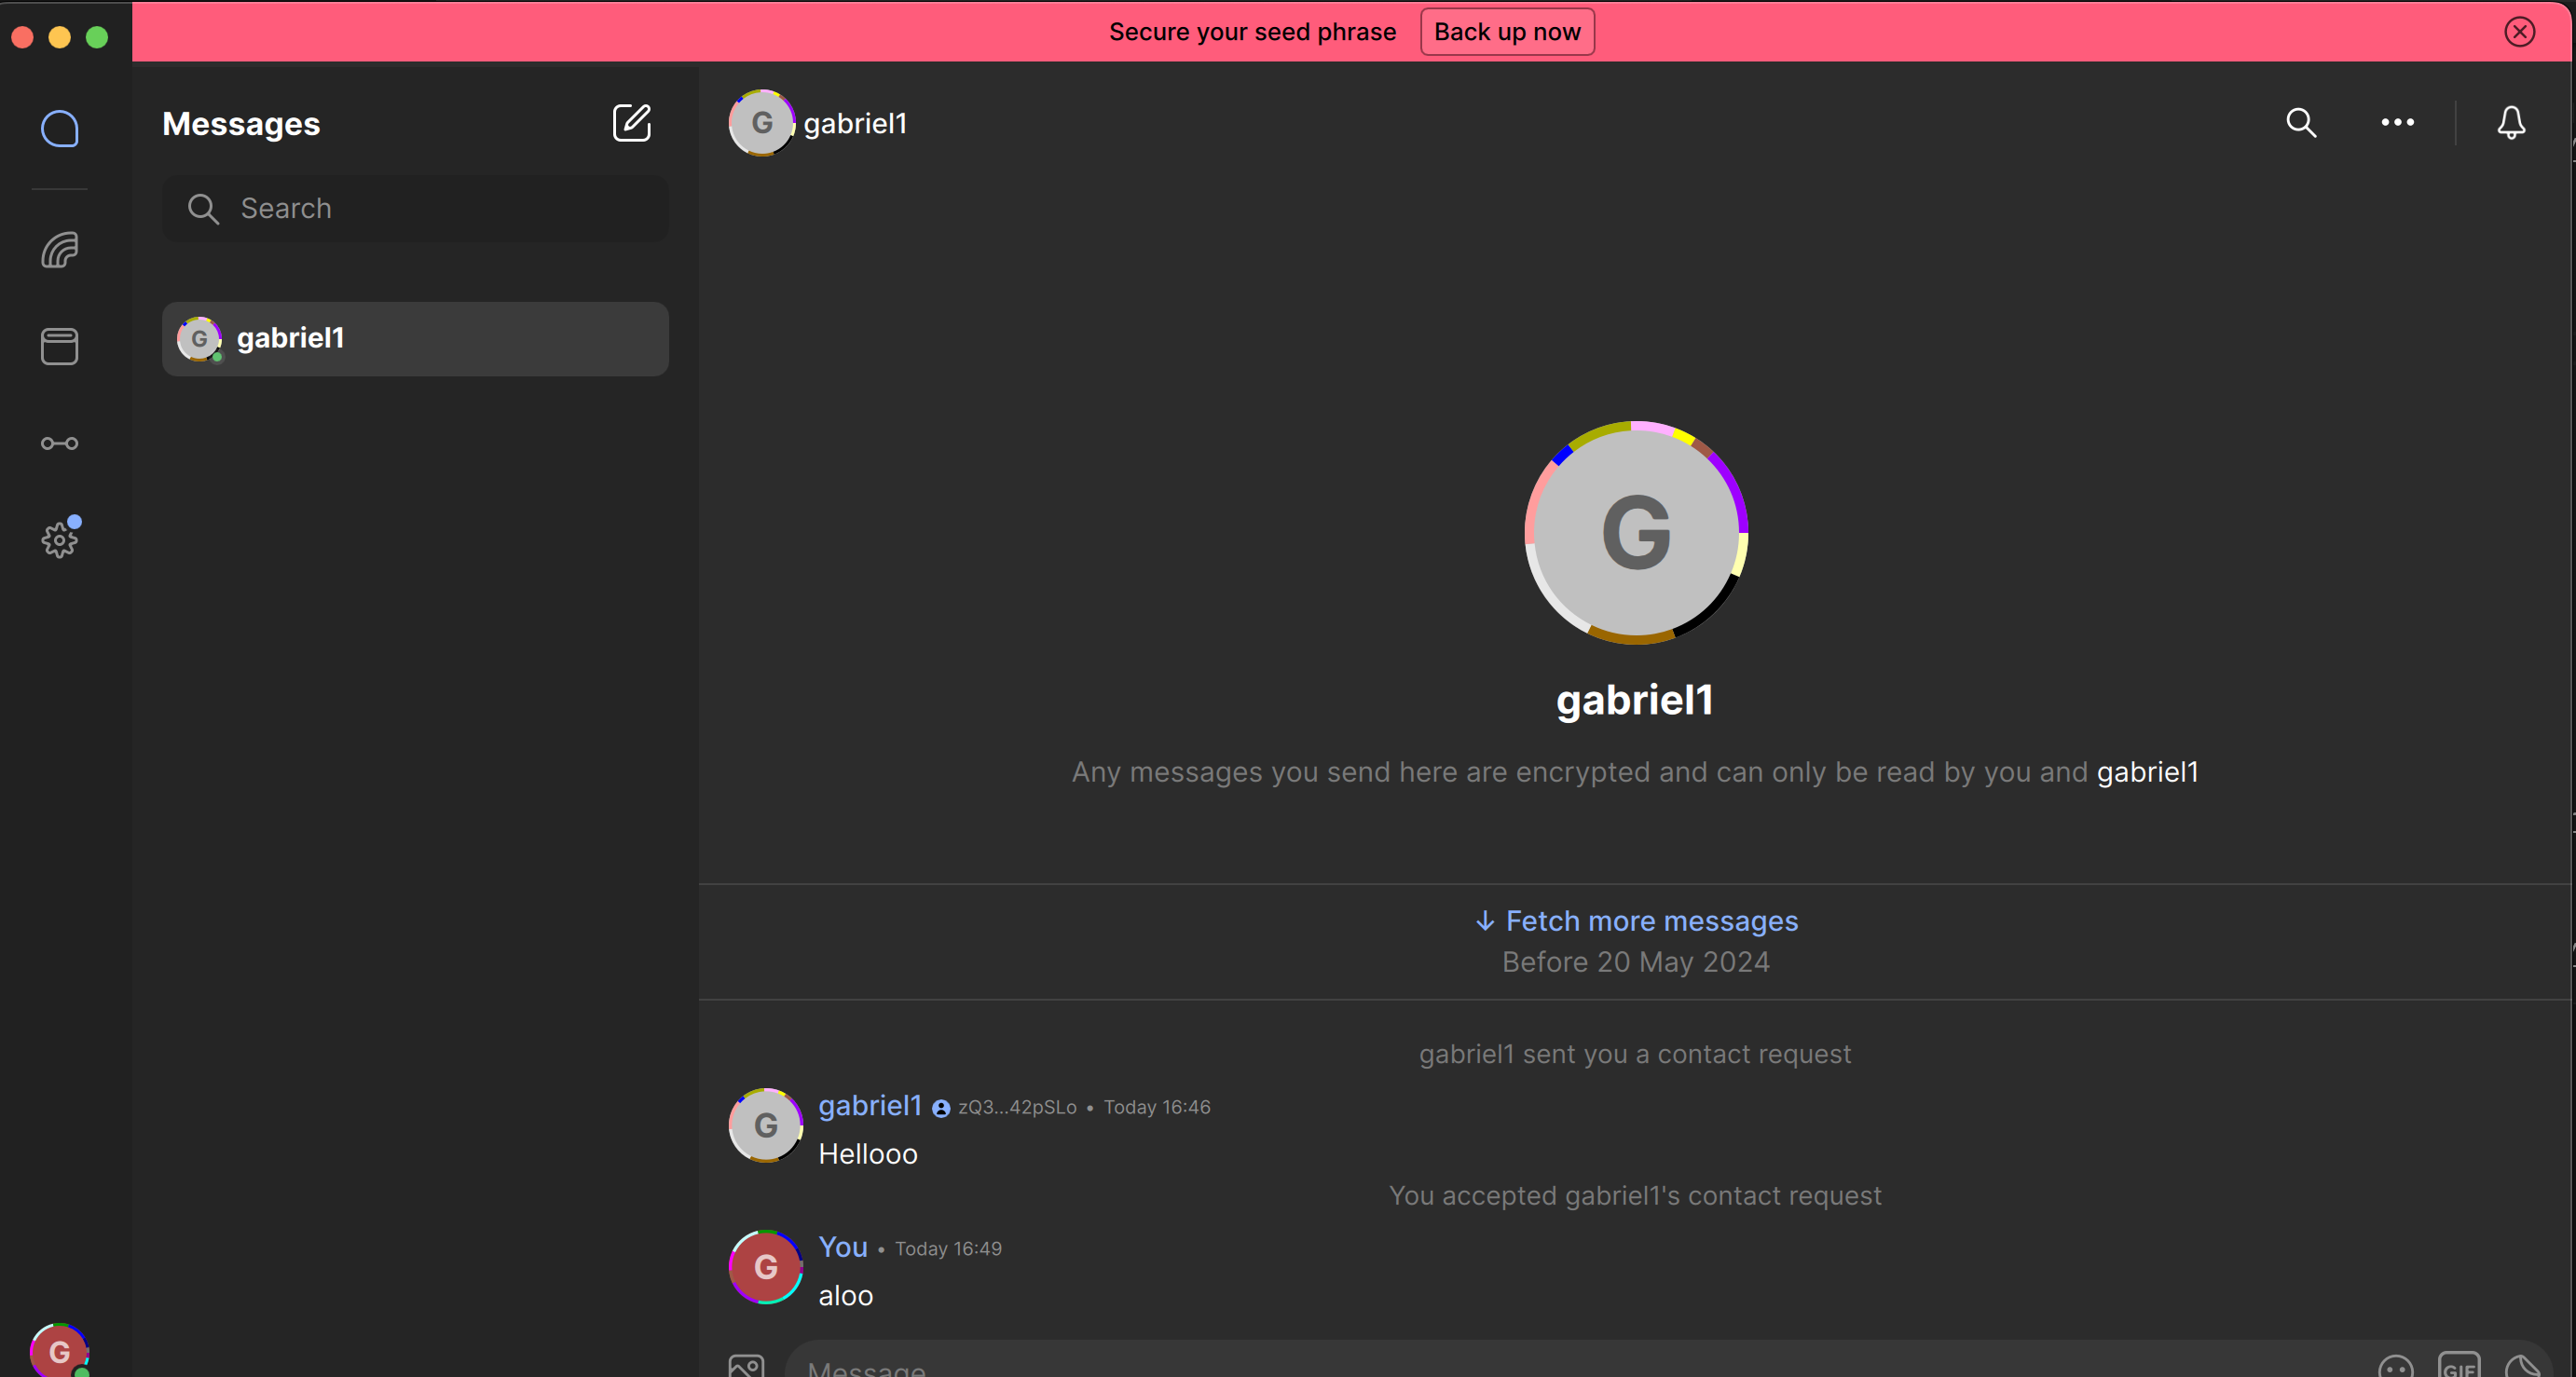 Secure your seed phrase Back up now
Messages
Search
G gabriel1
G gabriel1
G
gabriel1
Any messages you send here are encrypted and can only be read by you and gabriel1
Fetch more messages
Before 20 May 2024
gabriel1 sent you a contact request
G gabriel1 zQ3...42pSLo • Today 16:46
Hellooo
You accepted gabriel1's contact request
G You • Today 16:49
aloo
G
Message GIF